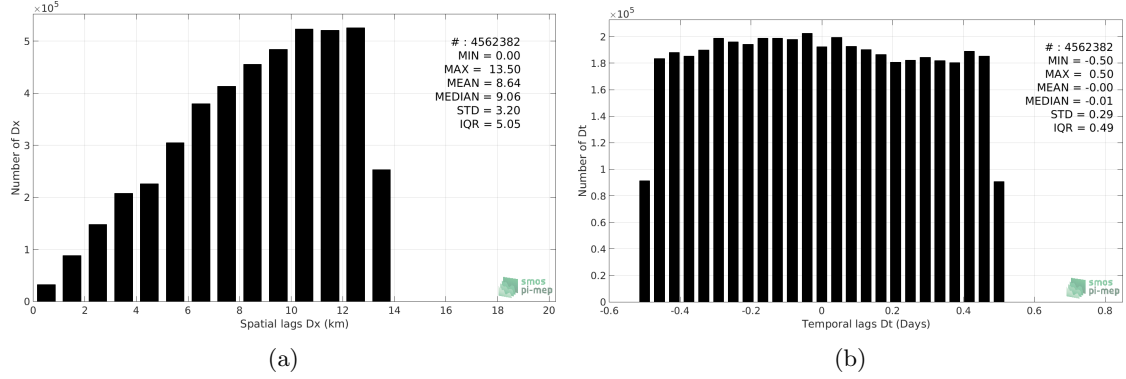 ×10^5
5
4
3
2
1
0
Number of Dx
0 2 4 6 8 10 12 14 16 18 20
Spatial lags Dx (km)
# : 4562382
MIN = 0.00
MAX = 13.50
MEAN = 8.64
MEDIAN = 9.06
STD = 3.20
IQR = 5.05
smos
pi-mep
(a)
×10^5
2
1.8
1.6
1.4
1.2
1
0.8
0.6
0.4
0.2
0
Number of Dt
-0.6 -0.4 -0.2 0 0.2 0.4 0.6 0.8
Temporal lags Dt (Days)
# : 4562382
MIN = -0.50
MAX = 0.50
MEAN = -0.00
MEDIAN = -0.01
STD = 0.29
IQR = 0.49
smos
pi-mep
(b)